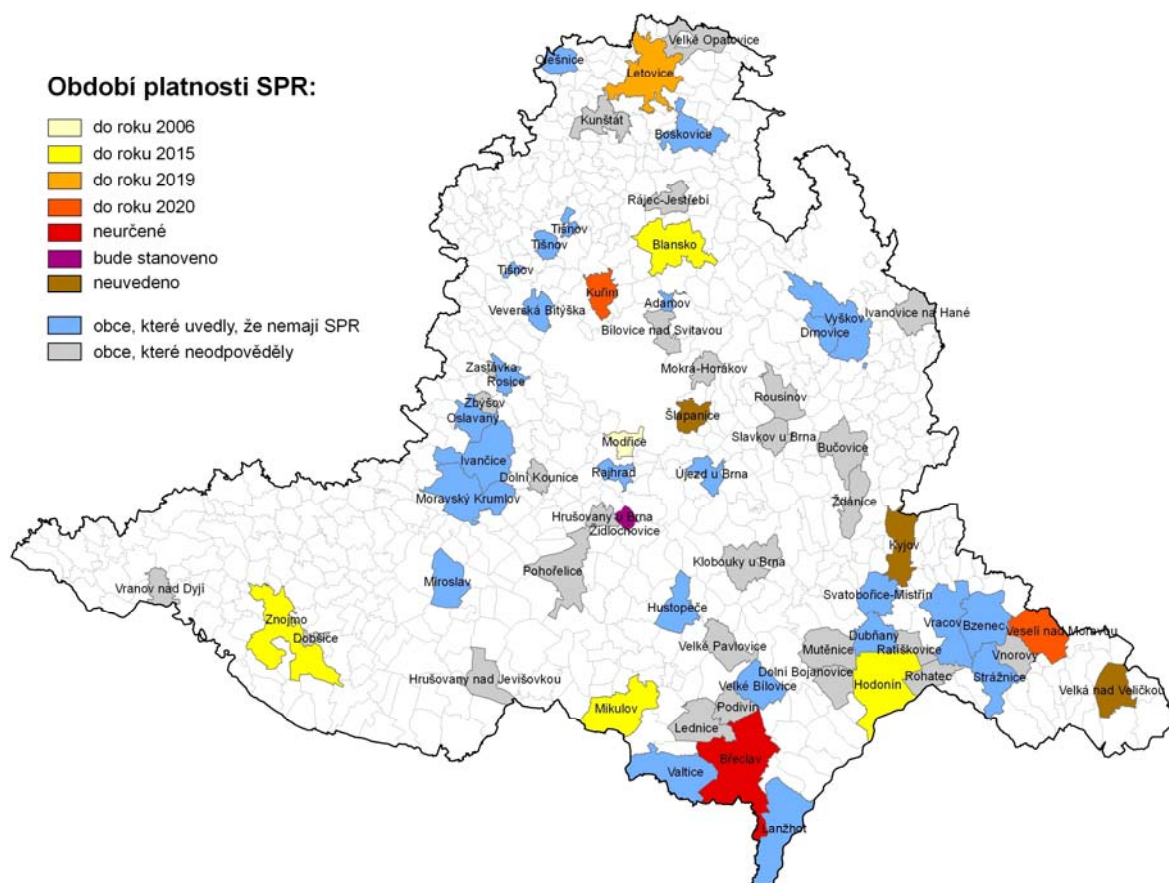 Období platnosti SPR:
do roku 2006
do roku 2015
do roku 2019
do roku 2020
neurčené
bude stanoveno
neuvedeno
obce, které uvedly, že nemají SPR
obce, které neodpověděly
Velké Opatovice
Olešnice
Letovice
Kunštát
Boskovice
Rájec-Jestřebí
Tišnov
Tišnov
Blansko
Tišnov
Kuřim
Adamov
Veverská Bítýška
Bílovice nad Svitavou
Vyškov
Ivanovice na Hané
Drnovice
Zastávka
Rosice
Mokrá-Horákov
Rousínov
Zbýšov
Oslavany
Šlapanice
Slavkov u Brna
Modřice
Bučovice
Ivančice
Dolní Kounice
Rajhrad
Újezd u Brna
Moravský Krumlov
Ždánice
Hrušovany u Brna
Židlochovice
Kyjov
Pohořelice
Klobouky u Brna
Vranov nad Dyjí
Miroslav
Svatobořice-Mistřín
Hustopeče
Znojmo
Dobšice
Vracov
Bzenec
Veselí nad Moravou
Dubňany
Velké Pavlovice
Mutěnice
Ratíškovice
Vnorovy
Hrušovany nad Jevišovkou
Dolní Bojanovice
Rohatec
Strážnice
Velké Bílovice
Hodonín
Velká nad Veličkou
Mikulov
Podivín
Lednice
Břeclav
Valtice
Lanžhot